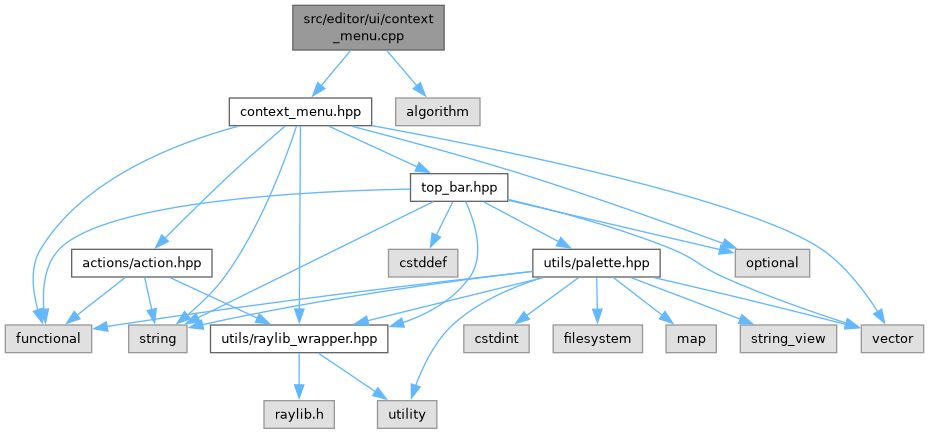 src/editor/ui/context
_menu.cpp
context_menu.hpp
algorithm
top_bar.hpp
actions/action.hpp
cstddef
utils/palette.hpp
optional
functional
string
utils/raylib_wrapper.hpp
cstdint
filesystem
map
string_view
vector
raylib.h
utility